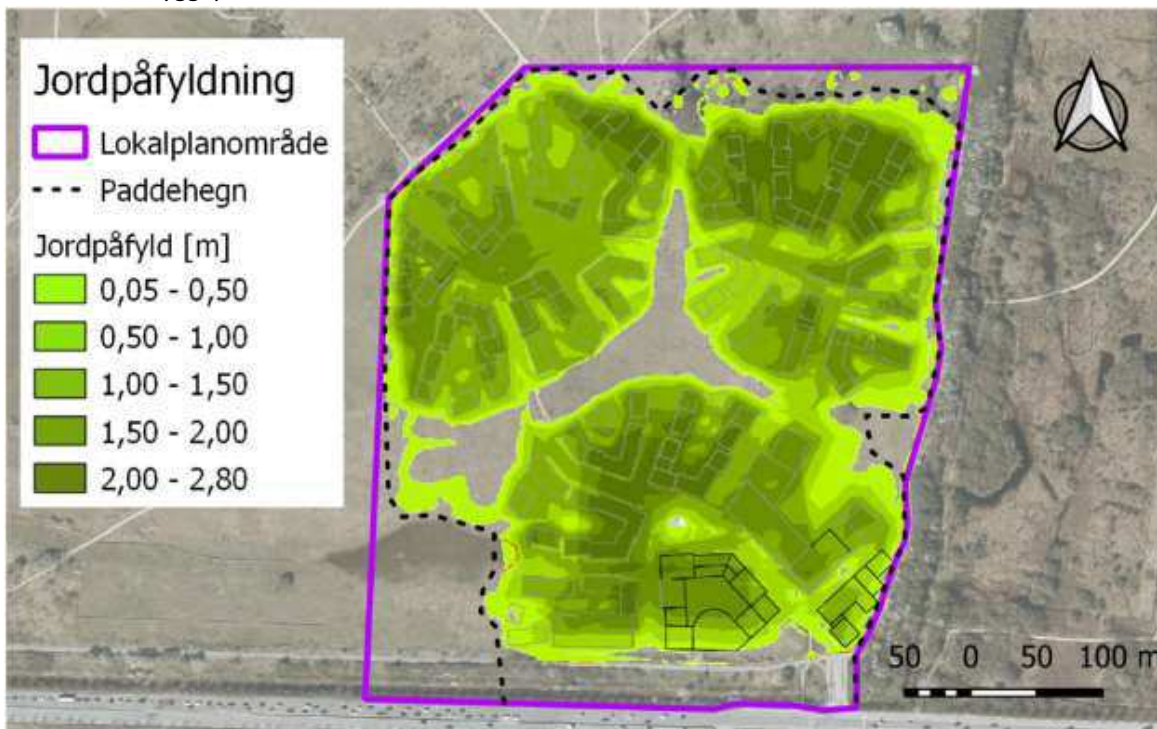 Jordpåfyldning
Lokalplanområde
Paddehegn
Jordpåfyld [m]
0,05 - 0,50
0,50 - 1,00
1,00 - 1,50
1,50 - 2,00
2,00 - 2,80
50 0 50 100 m